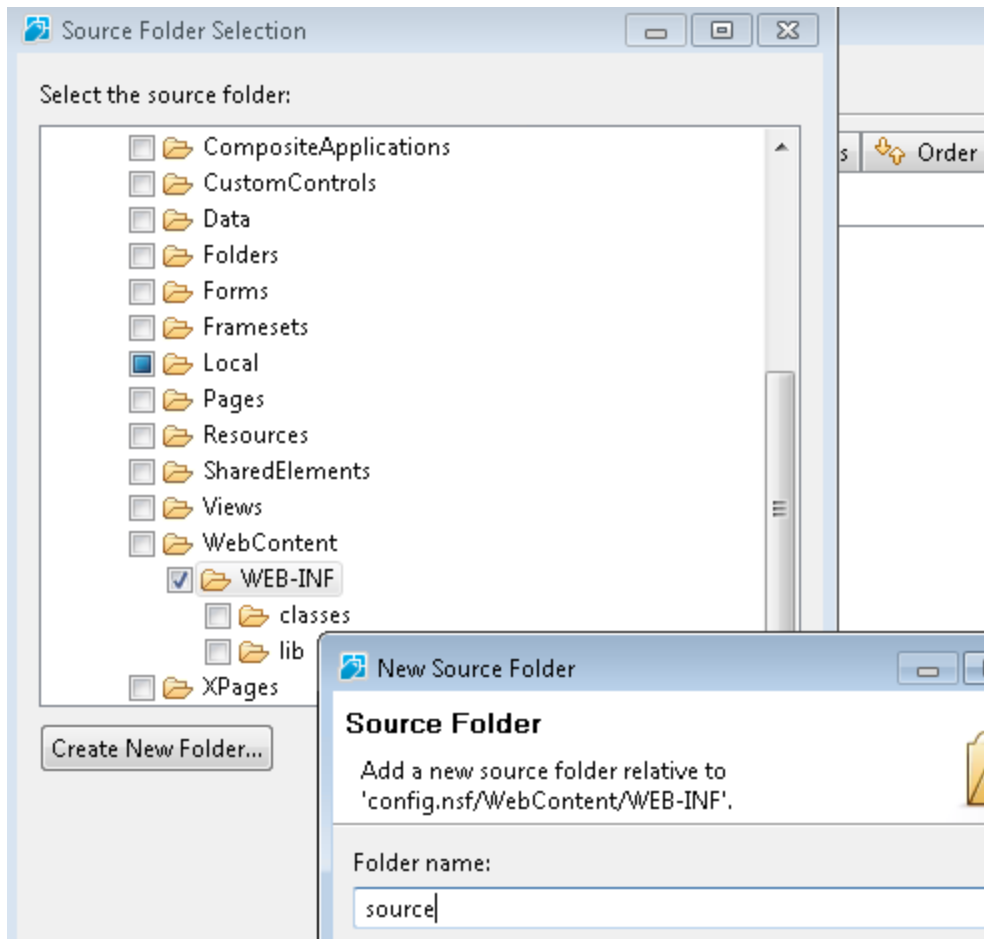 Source Folder Selection
Select the source folder:
CompositeApplications
CustomControls
Data
Folders
Forms
Framesets
Local
Pages
Resources
SharedElements
Views
WebContent
WEB-INF
classes
lib
XPages
Create New Folder...
s
Order
New Source Folder
Source Folder
Add a new source folder relative to
'config.nsf/WebContent/WEB-INF'.
Folder name:
source